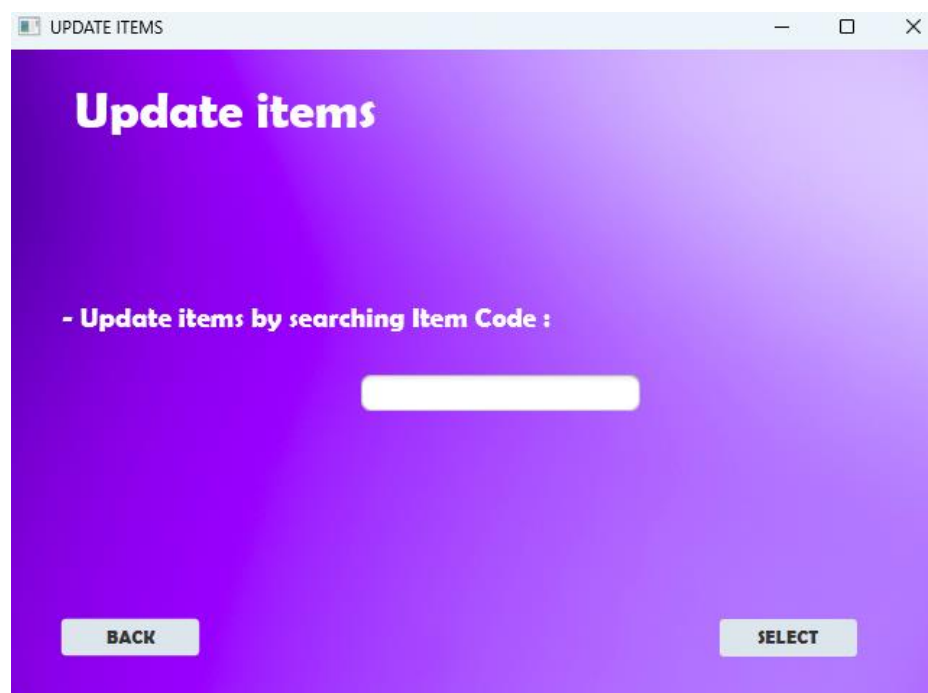 UPDATE ITEMS
Update items
- Update items by searching Item Code :
BACK
SELECT